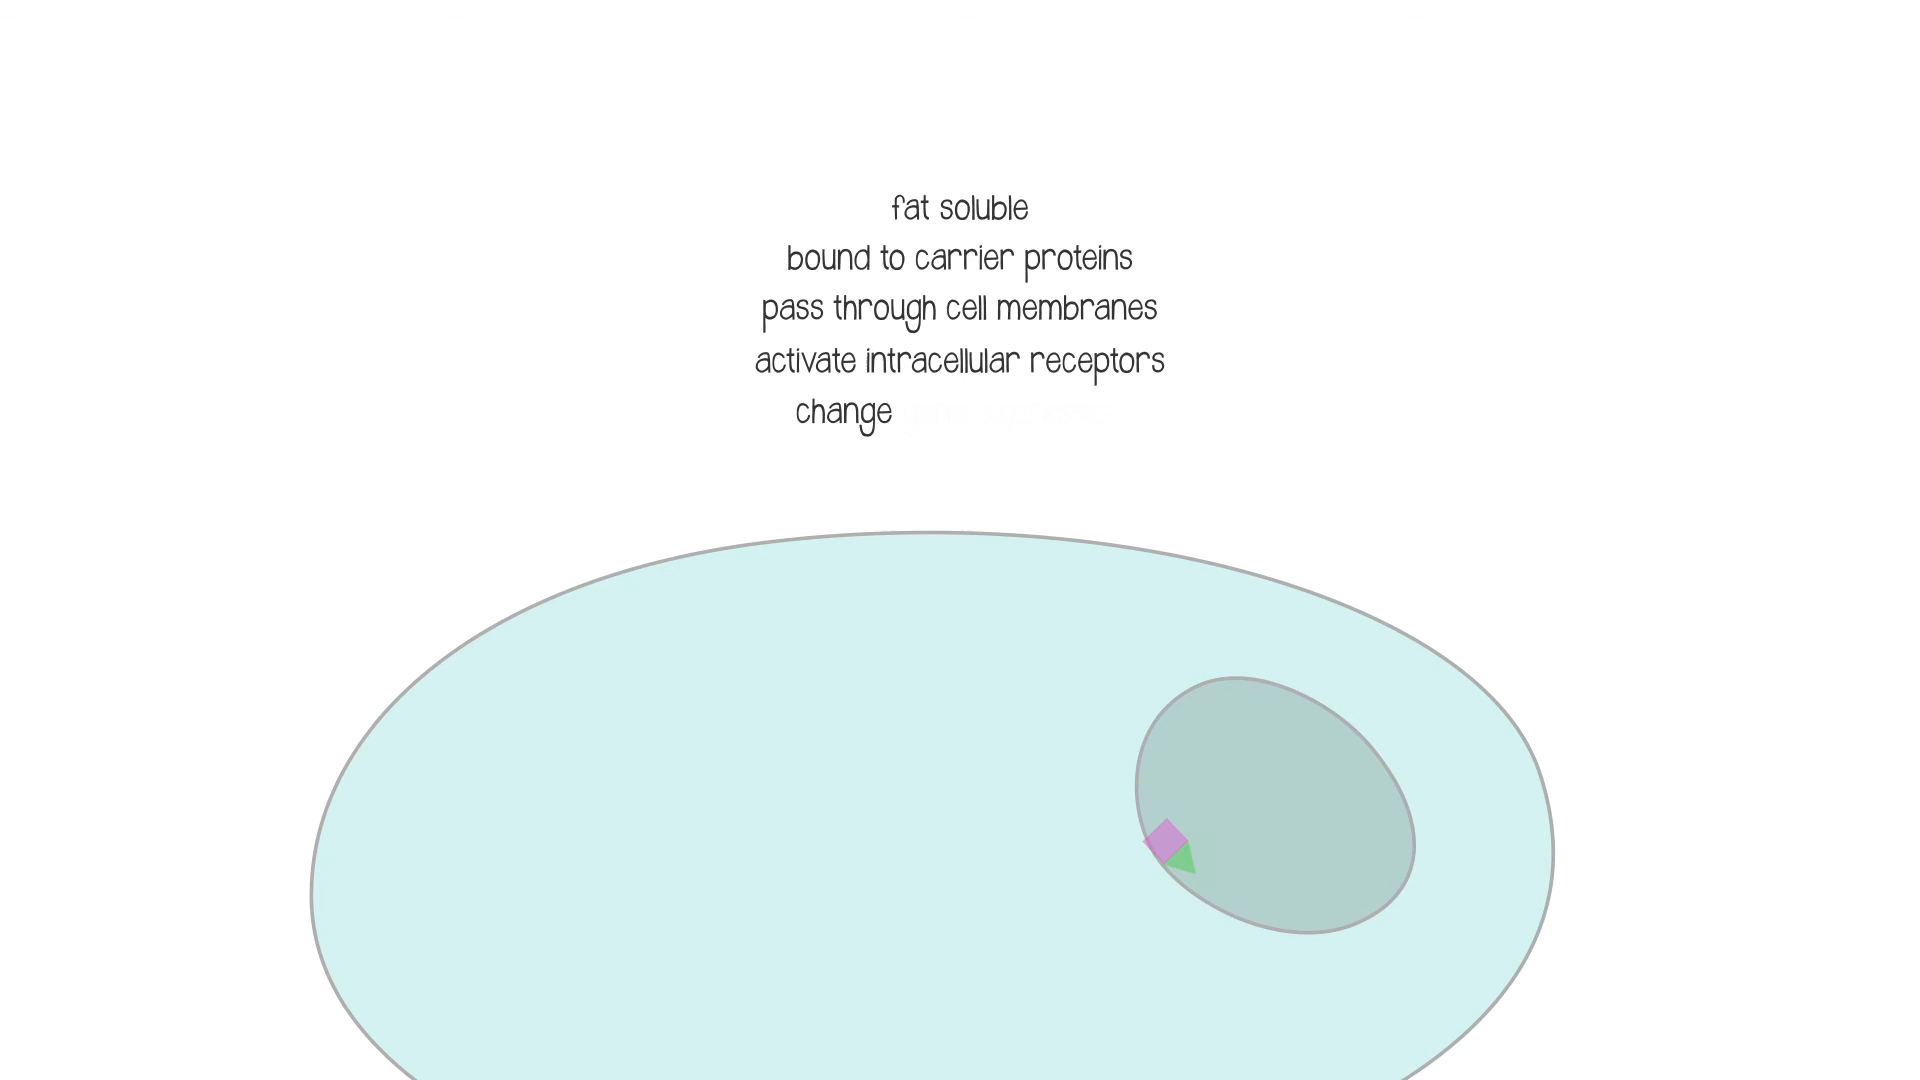 fat soluble
bound to carrier proteins
pass through cell membranes
activate intracellular receptors
change